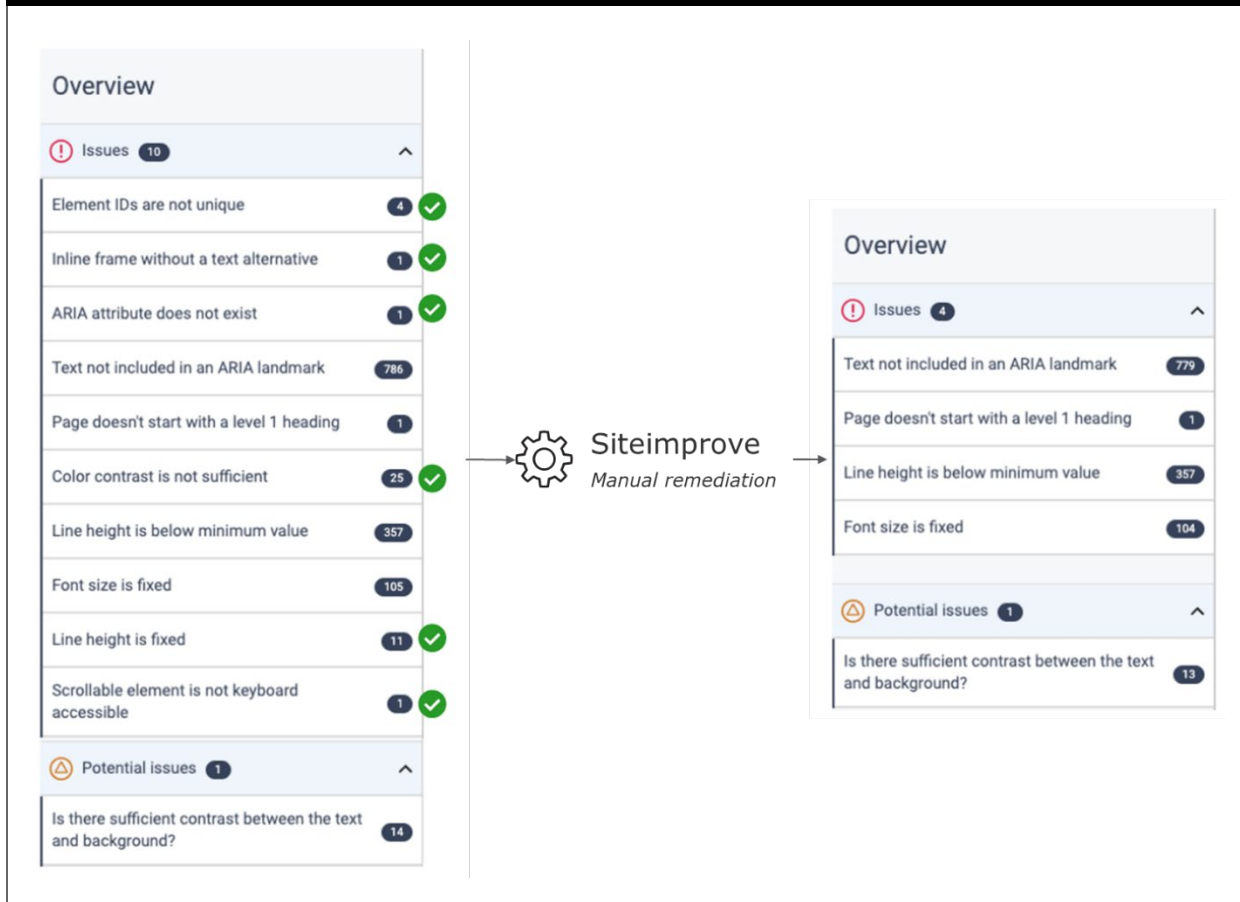 Overview
Issues 10
Element IDs are not unique 4
Inline frame without a text alternative 1
ARIA attribute does not exist 1
Text not included in an ARIA landmark 786
Page doesn't start with a level 1 heading 1
Color contrast is not sufficient 25
Line height is below minimum value 357
Font size is fixed 105
Line height is fixed 11
Scrollable element is not keyboard
accessible 1
Potential issues 1
Is there sufficient contrast between the text
and background? 14
Siteimprove
Manual remediation
Overview
Issues 4
Text not included in an ARIA landmark 779
Page doesn't start with a level 1 heading 1
Line height is below minimum value 357
Font size is fixed 104
Potential issues 1
Is there sufficient contrast between the text
and background? 13